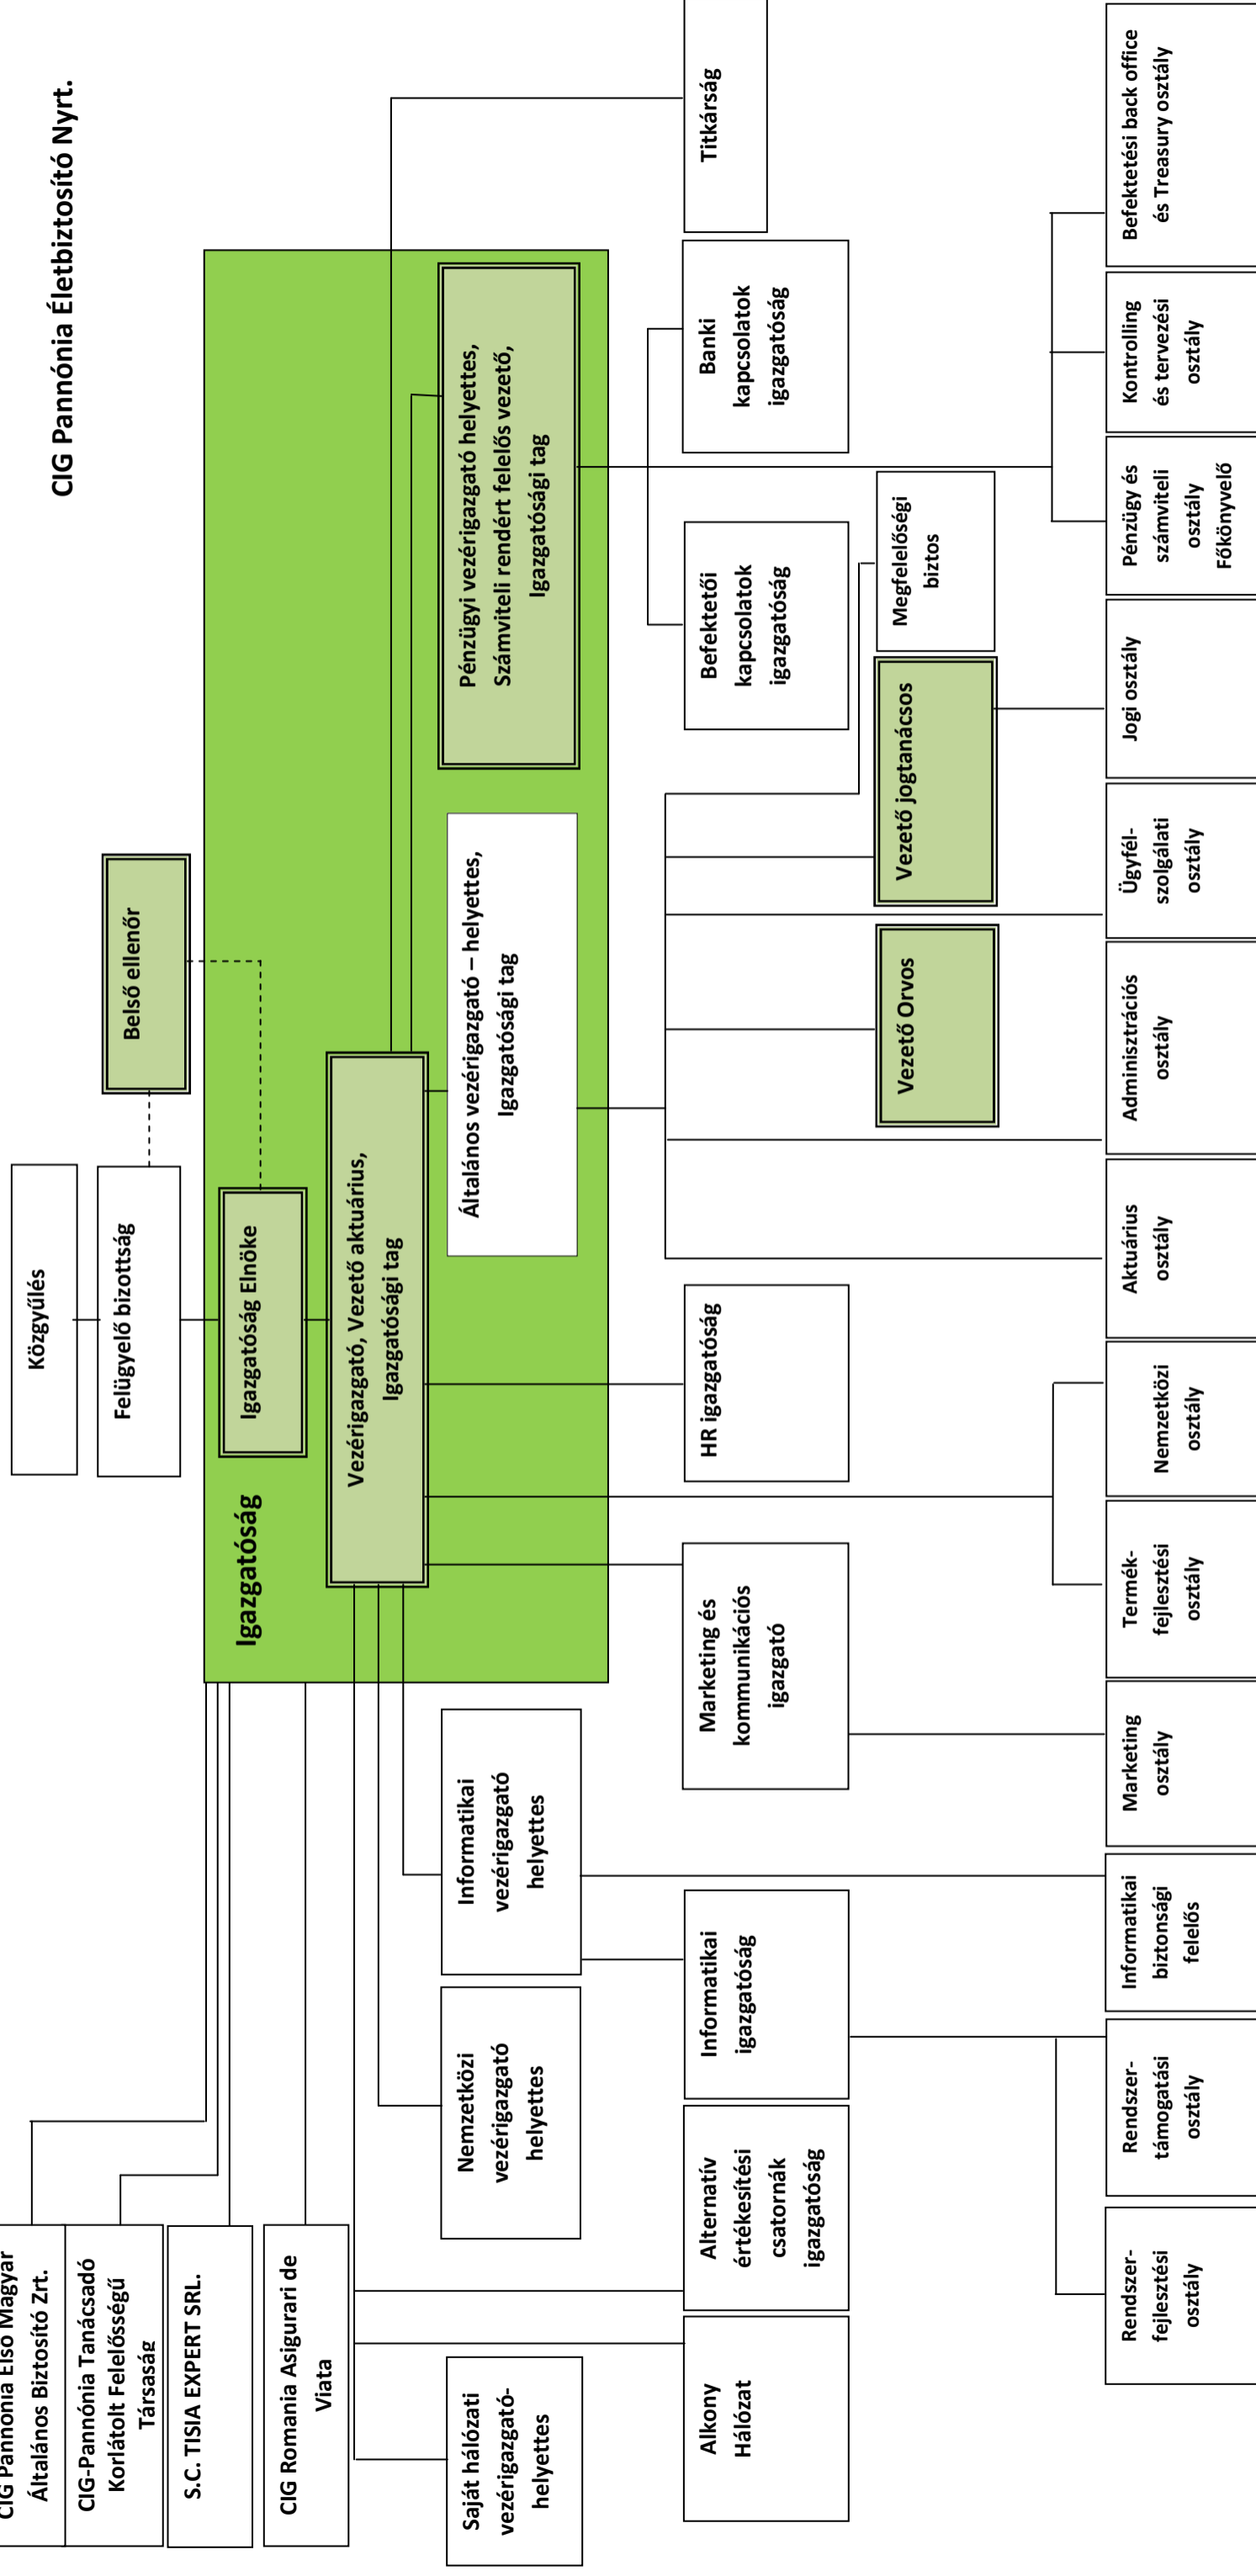 CIG Pannónia Életbiztosító Nyrt.
Közgyűlés
Felügyelő bizottság
Belső ellenőr
CIG Pannónia Első Magyar
Általános Biztosító Zrt.
CIG-Pannónia Tanácsadó
Korlátolt Felelősségű
Társaság
S.C. TISIA EXPERT SRL.
CIG Romania Asigurari de
Viata
Igazgatóság
Igazgatóság Elnöke
Vezérigazgató, Vezető aktuárius,
Igazgatósági tag
Saját hálózati
vezérigazgató-
helyettes
Nemzetközi
vezérigazgató
helyettes
Informatikai
vezérigazgató
helyettes
Általános vezérigazgató – helyettes,
Igazgatósági tag
Pénzügyi vezérigazgató helyettes,
Számviteli rendért felelős vezető,
Igazgatósági tag
Alkony
Hálózat
Alternatív
értékesítési
csatornák
igazgatóság
Informatikai
igazgatóság
Marketing és
kommunikációs
igazgató
HR igazgatóság
Befektetői
kapcsolatok
igazgatóság
Banki
kapcsolatok
igazgatóság
Titkárság
Vezető Orvos
Vezető jogtanácsos
Megfelelőségi
biztos
Rendszer-
fejlesztési
osztály
Rendszer-
támogatási
osztály
Informatikai
biztonsági
felelős
Marketing
osztály
Termék-
fejlesztési
osztály
Nemzetközi
osztály
Aktuárius
osztály
Adminisztrációs
osztály
Ügyfél-
szolgálati
osztály
Jogi osztály
Pénzügy és
számviteli
osztály
Főkönyvelő
Kontrolling
és tervezési
osztály
Befektetési back office
és Treasury osztály